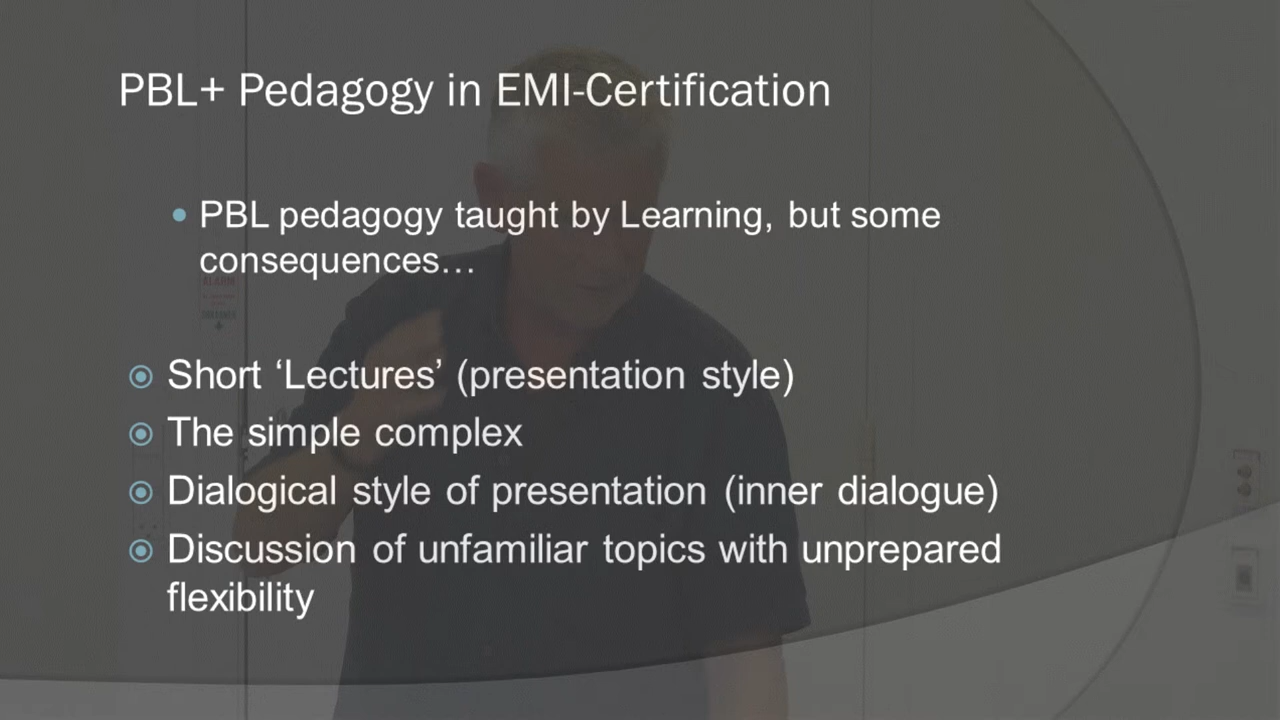 PBL+ Pedagogy in EMI-Certification
PBL pedagogy taught by Learning, but some
consequences…
Short ‘Lectures’ (presentation style)
The simple complex
Dialogical style of presentation (inner dialogue)
Discussion of unfamiliar topics with unprepared
flexibility